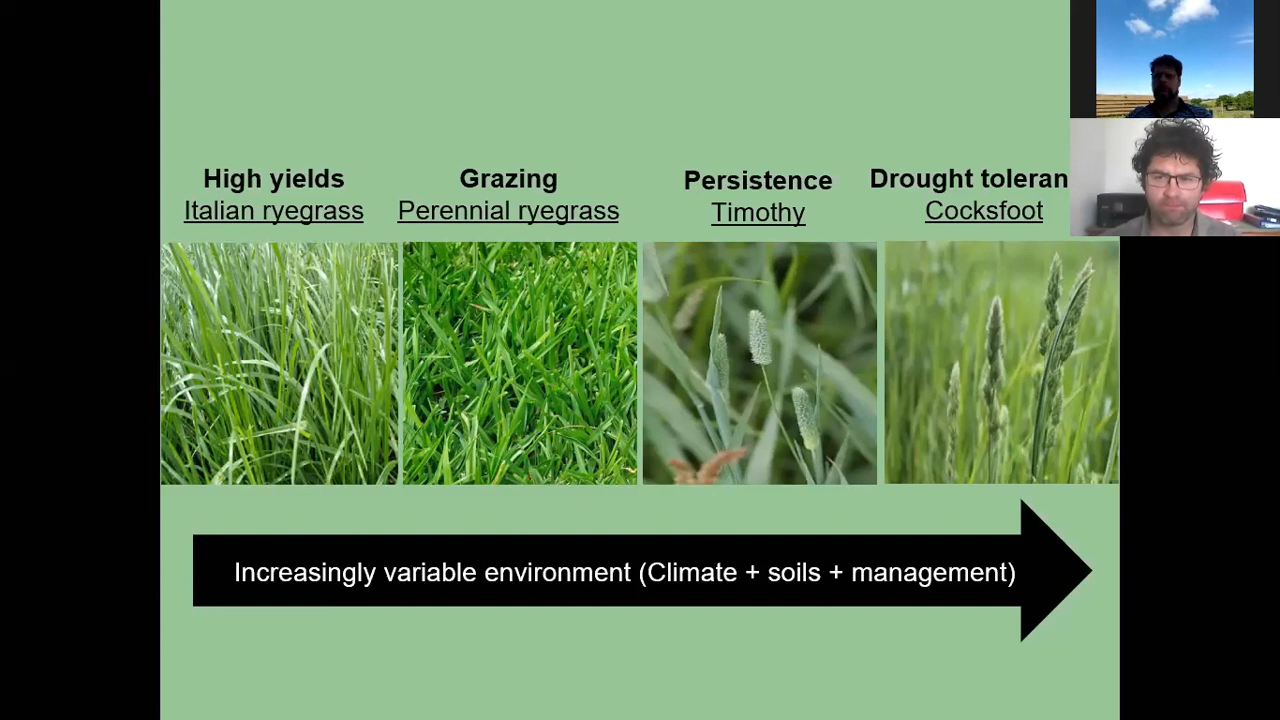 High yields
Italian ryegrass
Grazing
Perennial ryegrass
Persistence
Timothy
Drought toleran
Cocksfoot
Increasingly variable environment (Climate + soils + management)